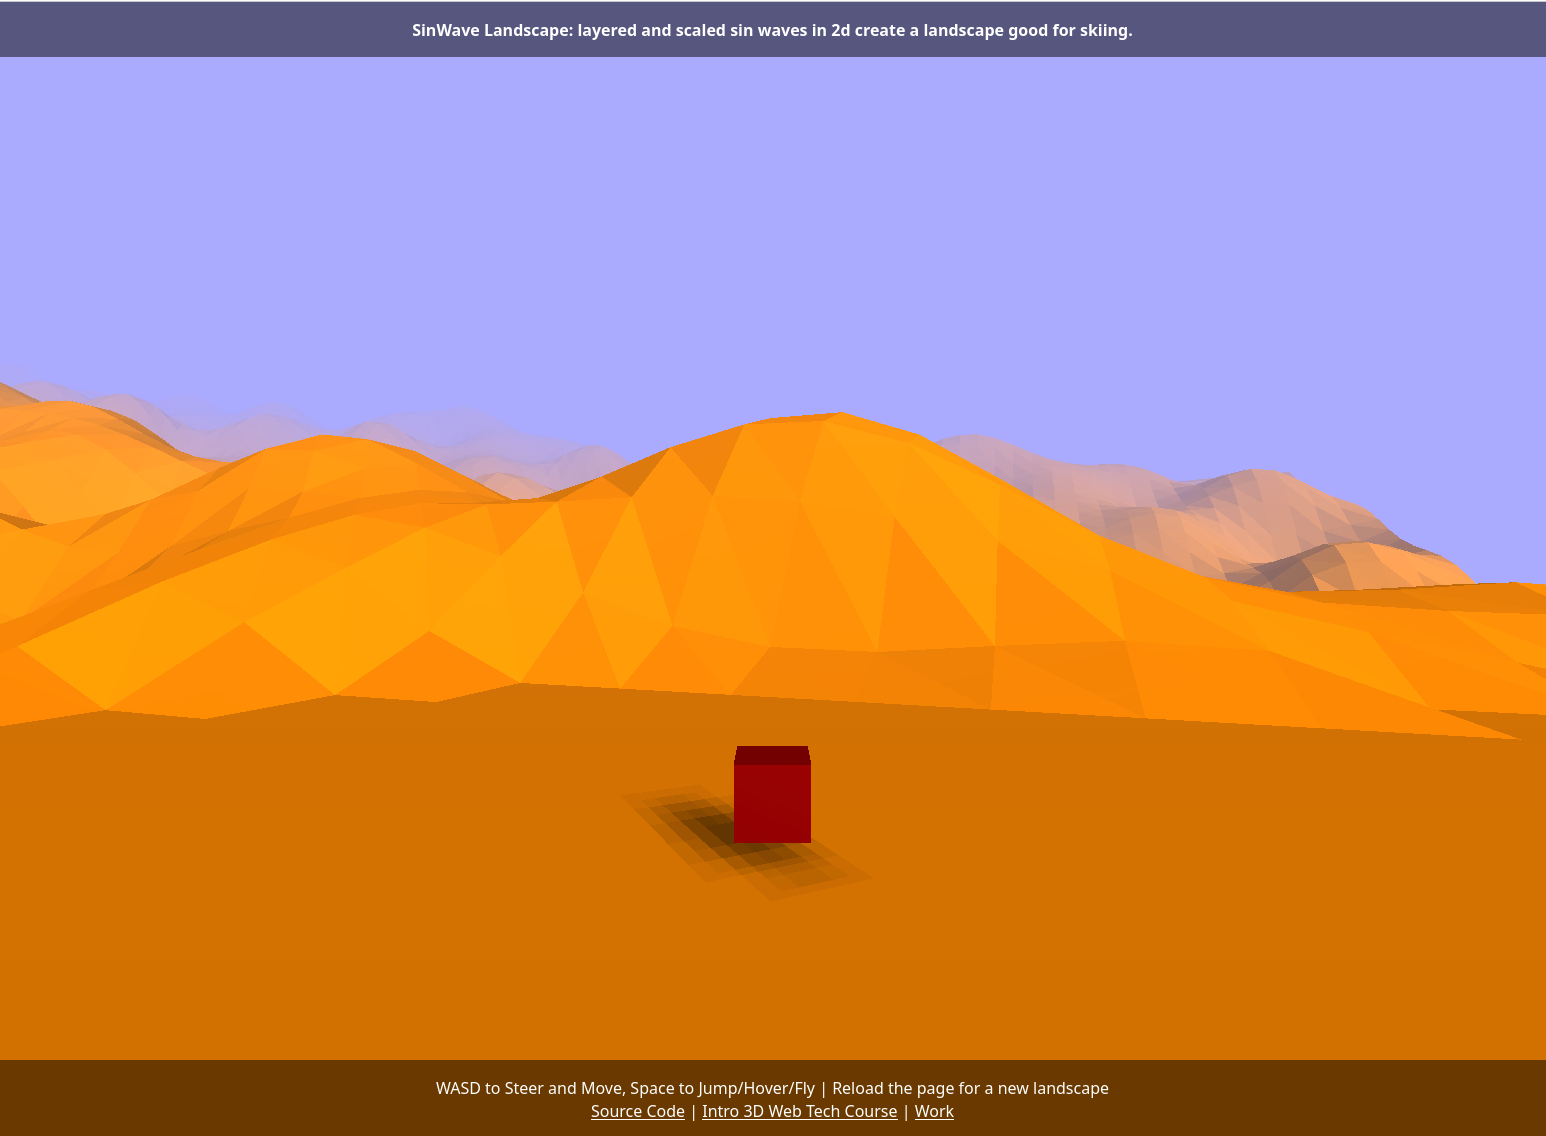 SinWave Landscape: layered and scaled sin waves in 2d create a landscape good for skiing.
WASD to Steer and Move, Space to Jump/Hover/Fly | Reload the page for a new landscape
Source Code | Intro 3D Web Tech Course | Work